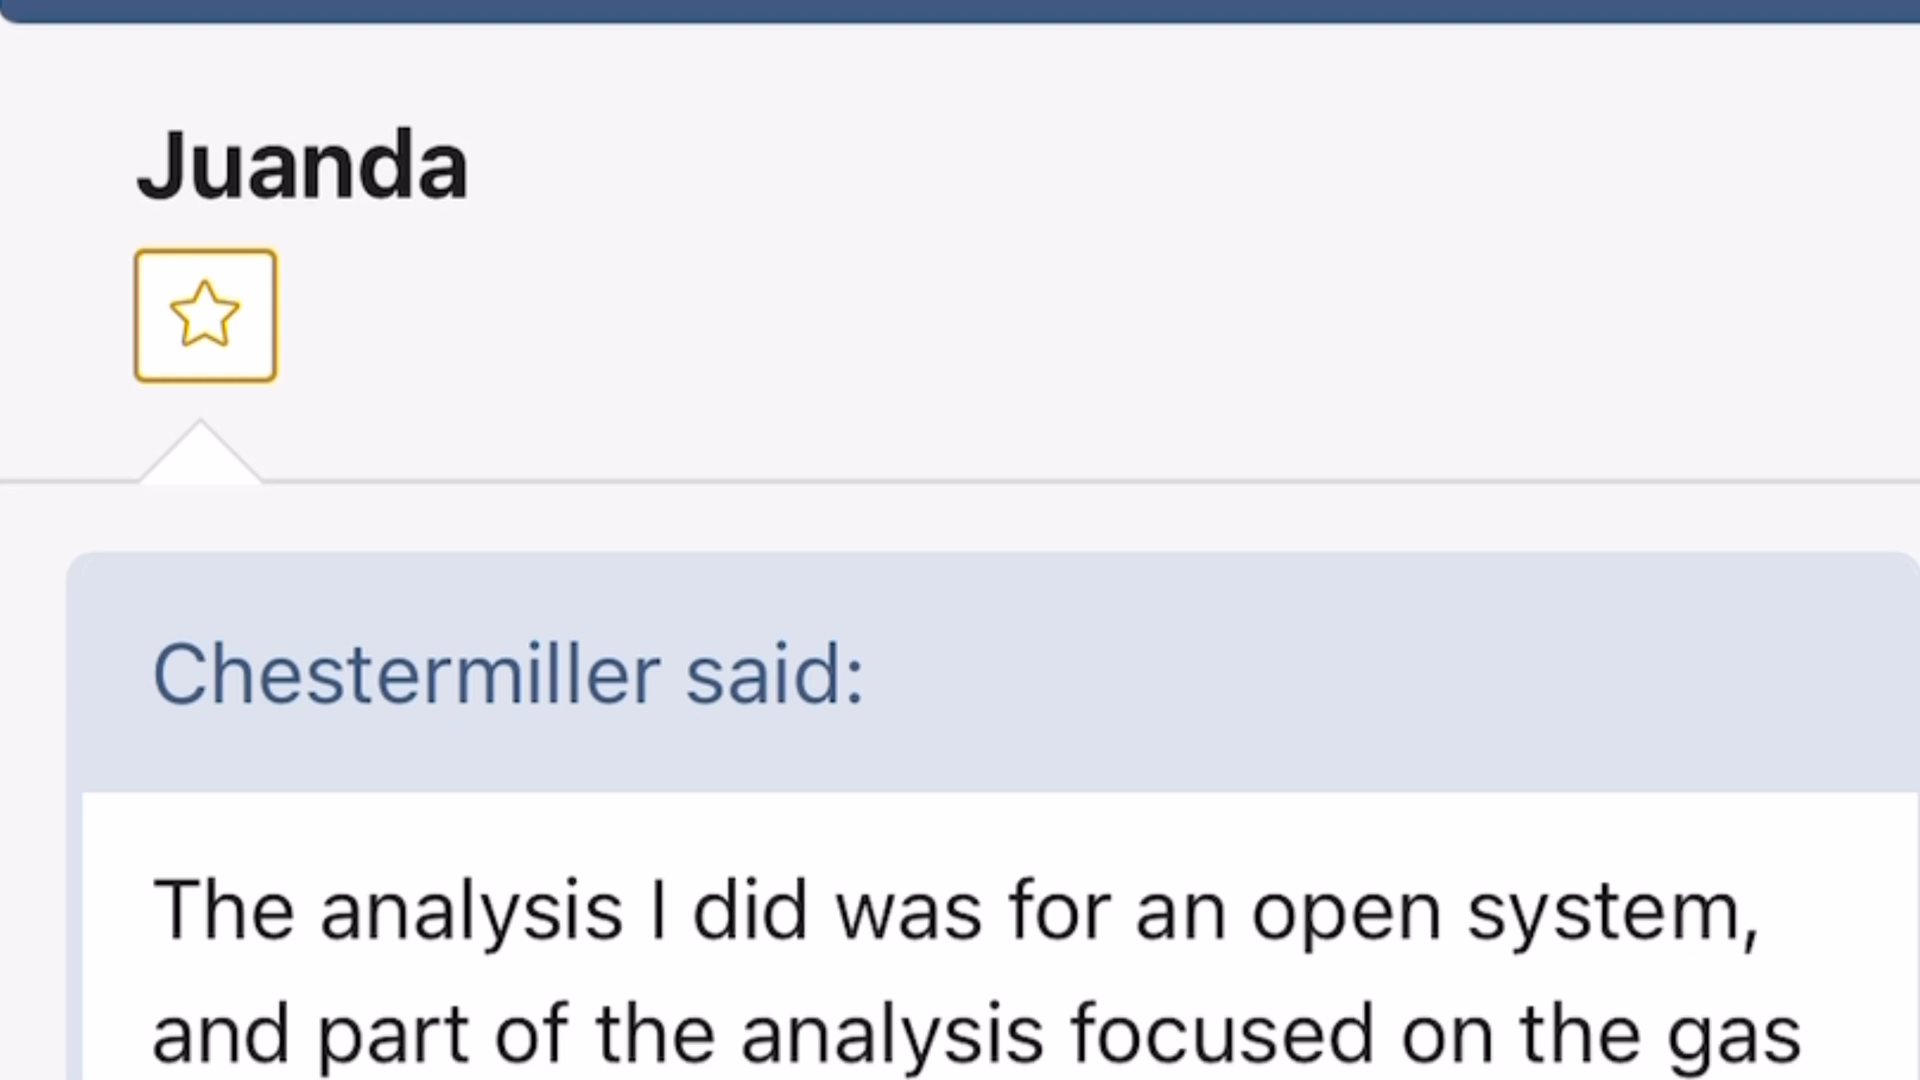 Juanda
Chestermiller said:
The analysis I did was for an open system,
and part of the analysis focused on the gas